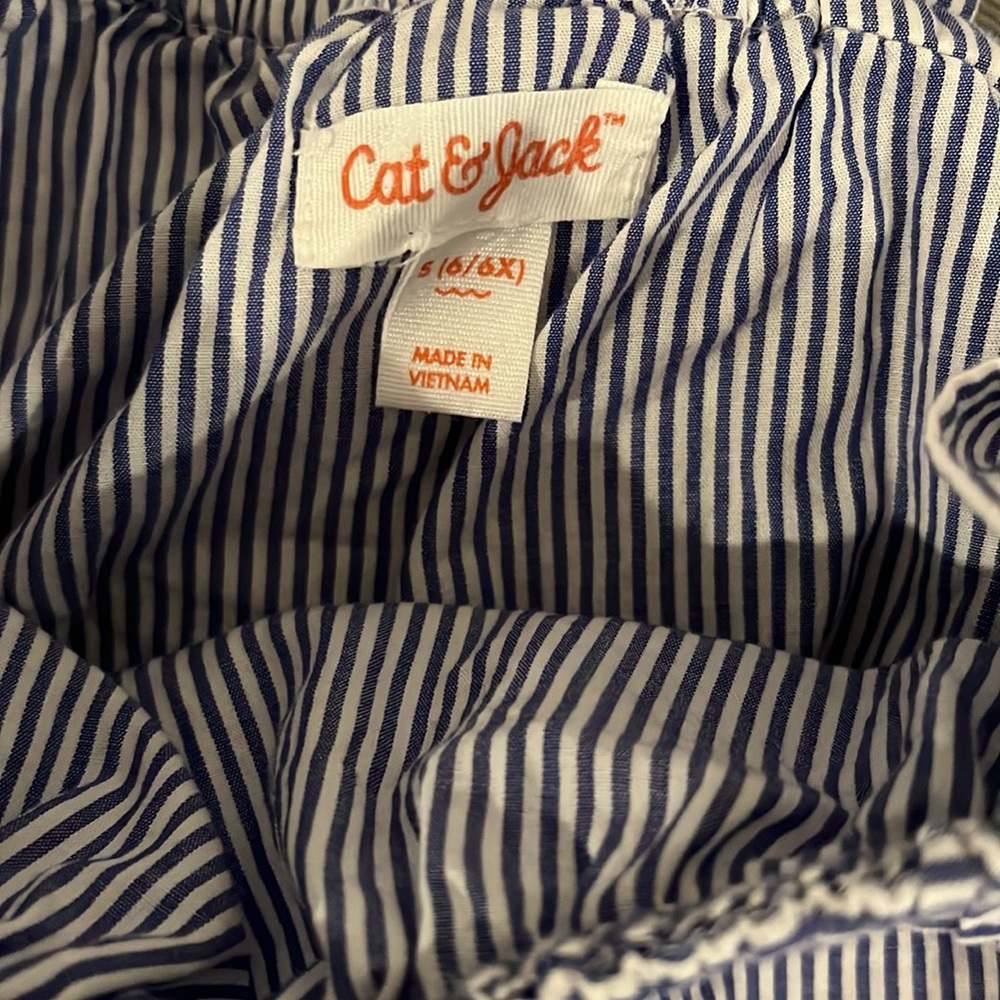 Cat & Jack™
S (6/6X)
MADE IN
VIETNAM